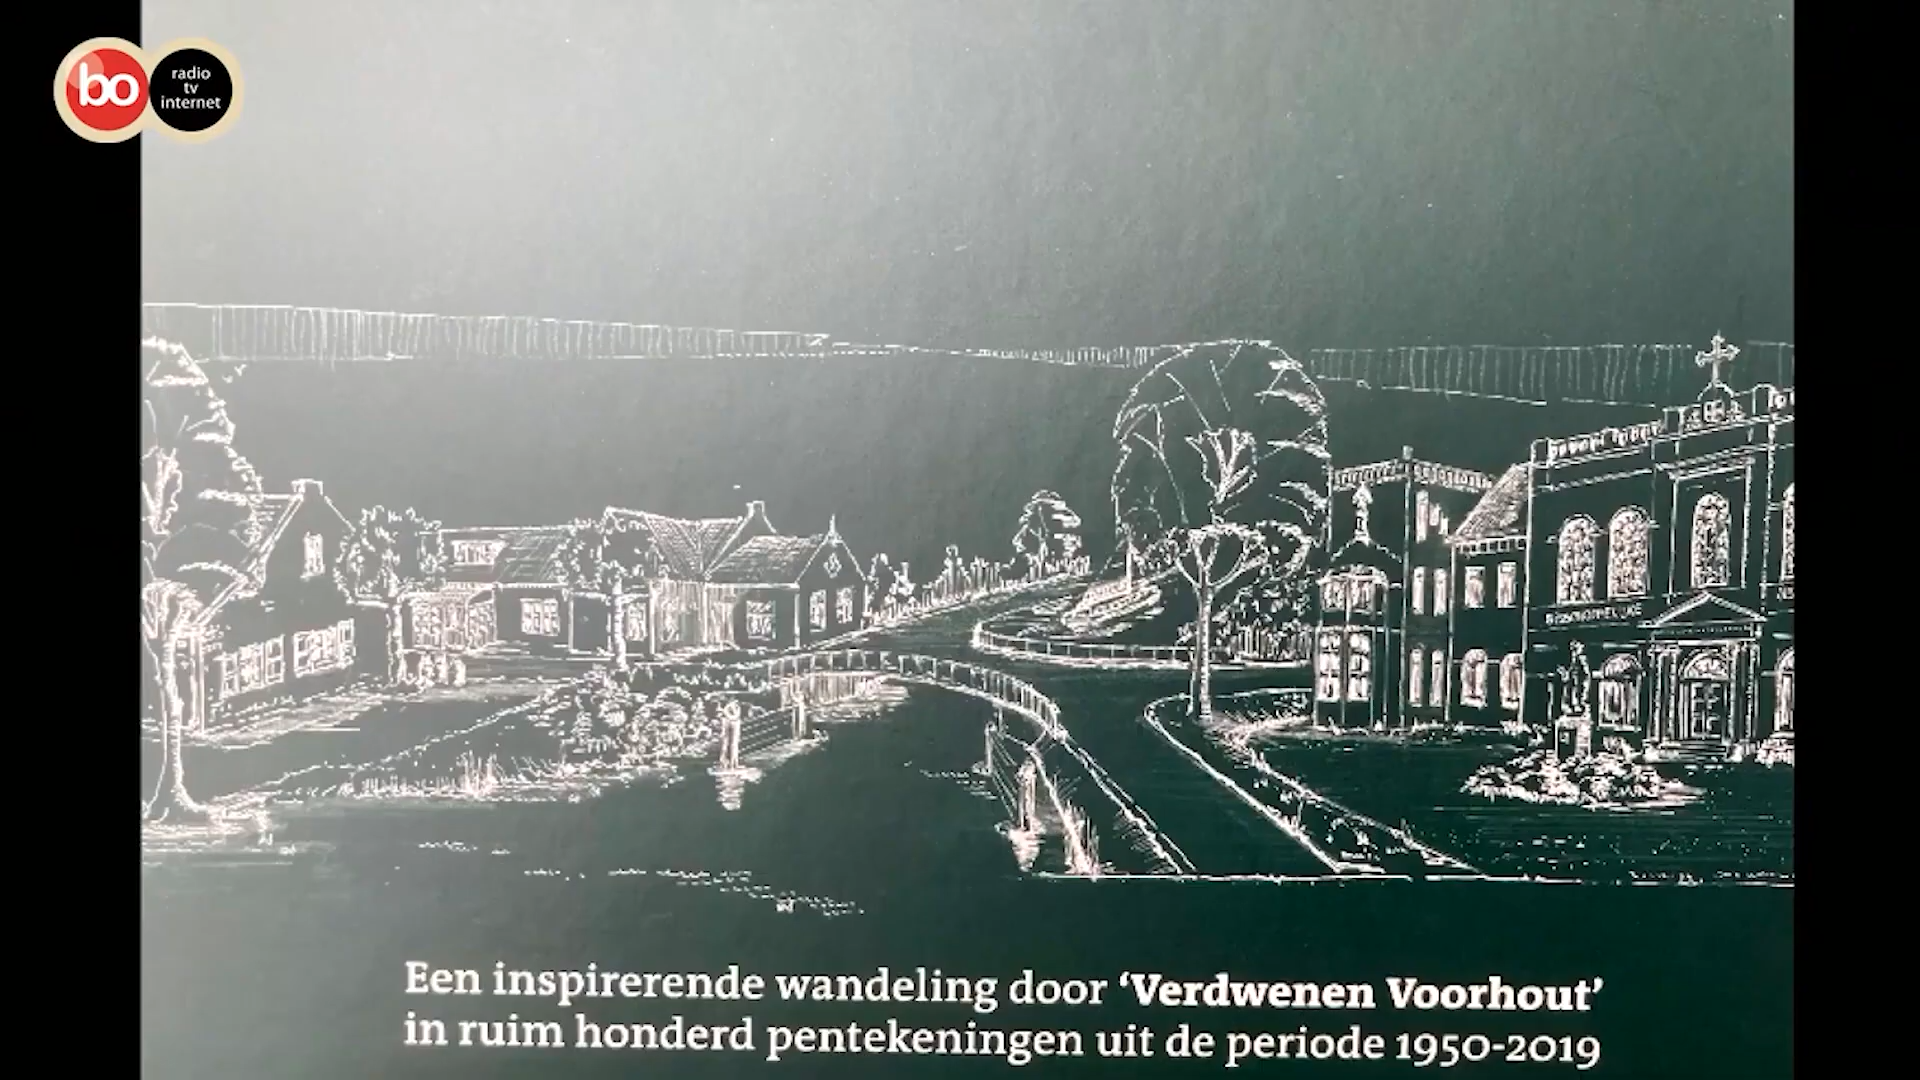 bo
radio
tv
internet
Een inspirerende wandeling door ‘Verdwenen Voorhout’
in ruim honderd pentekeningen uit de periode 1950-2019